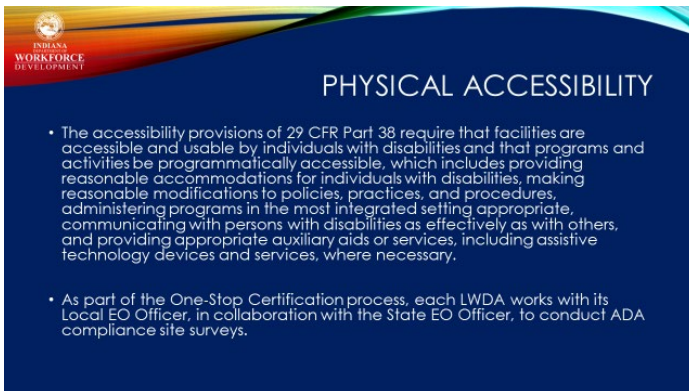 INDIANA
DEPARTMENT OF
WORKFORCE
DEVELOPMENT
PHYSICAL ACCESSIBILITY
• The accessibility provisions of 29 CFR Part 38 require that facilities are
accessible and usable by individuals with disabilities and that programs and
activities be programmatically accessible, which includes providing
reasonable accommodations for individuals with disabilities, making
reasonable modifications to policies, practices, and procedures,
administering programs in the most integrated setting appropriate,
communicating with persons with disabilities as effectively as with others,
and providing appropriate auxiliary aids or services, including assistive
technology devices and services, where necessary.
• As part of the One-Stop Certification process, each LWDA works with its
Local EO Officer, in collaboration with the State EO Officer, to conduct ADA
compliance site surveys.